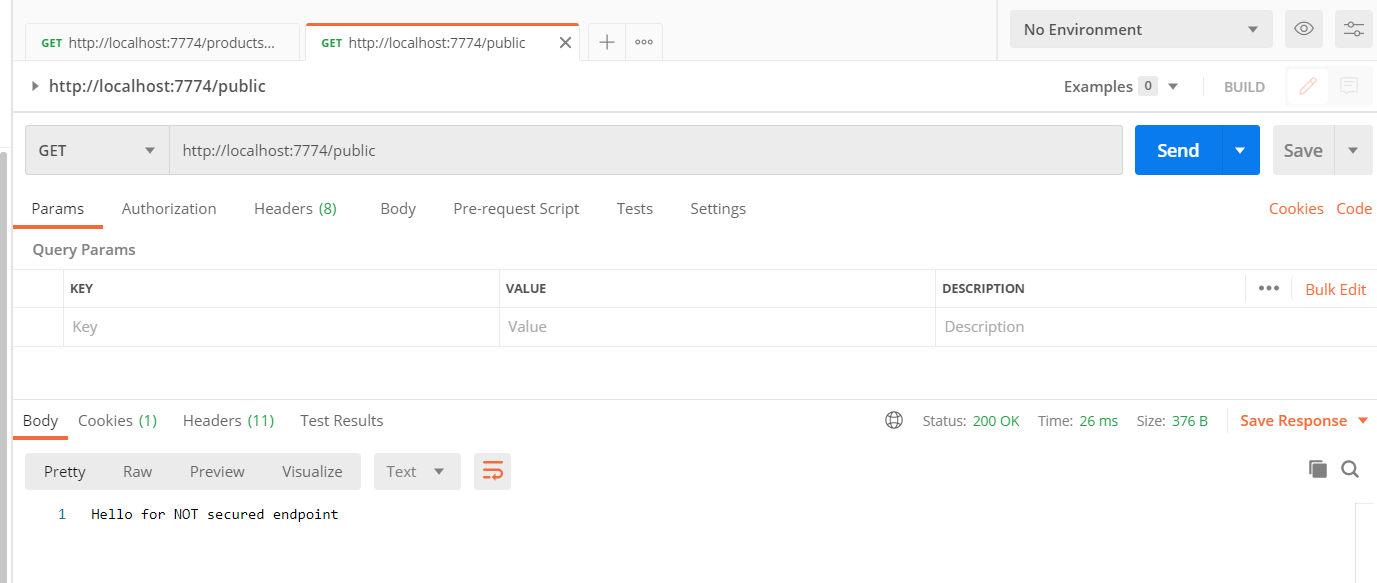 GET http://localhost:7774/products...
GET http://localhost:7774/public
No Environment
http://localhost:7774/public
Examples 0
BUILD
GET
http://localhost:7774/public
Send
Save
Params Authorization Headers (8) Body Pre-request Script Tests Settings
Cookies Code
Query Params
KEY VALUE DESCRIPTION
Bulk Edit
Key Value Description
Body Cookies (1) Headers (11) Test Results
Status: 200 OK Time: 26 ms Size: 376 B
Save Response
Pretty Raw Preview Visualize Text
1 Hello for NOT secured endpoint